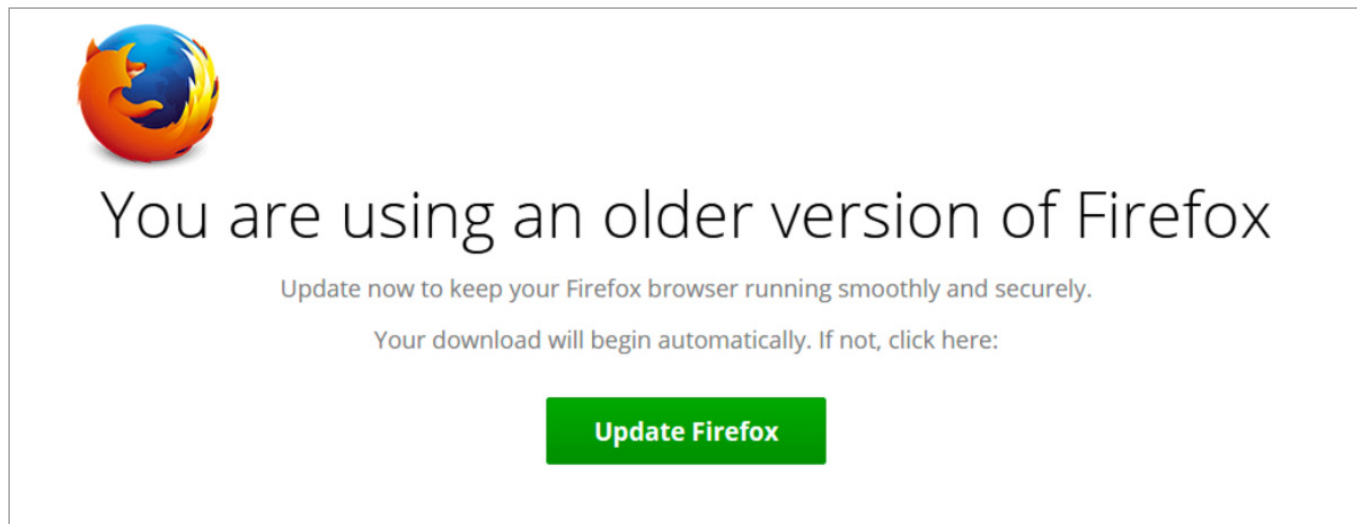 You are using an older version of Firefox
Update now to keep your Firefox browser running smoothly and securely.
Your download will begin automatically. If not, click here:
Update Firefox